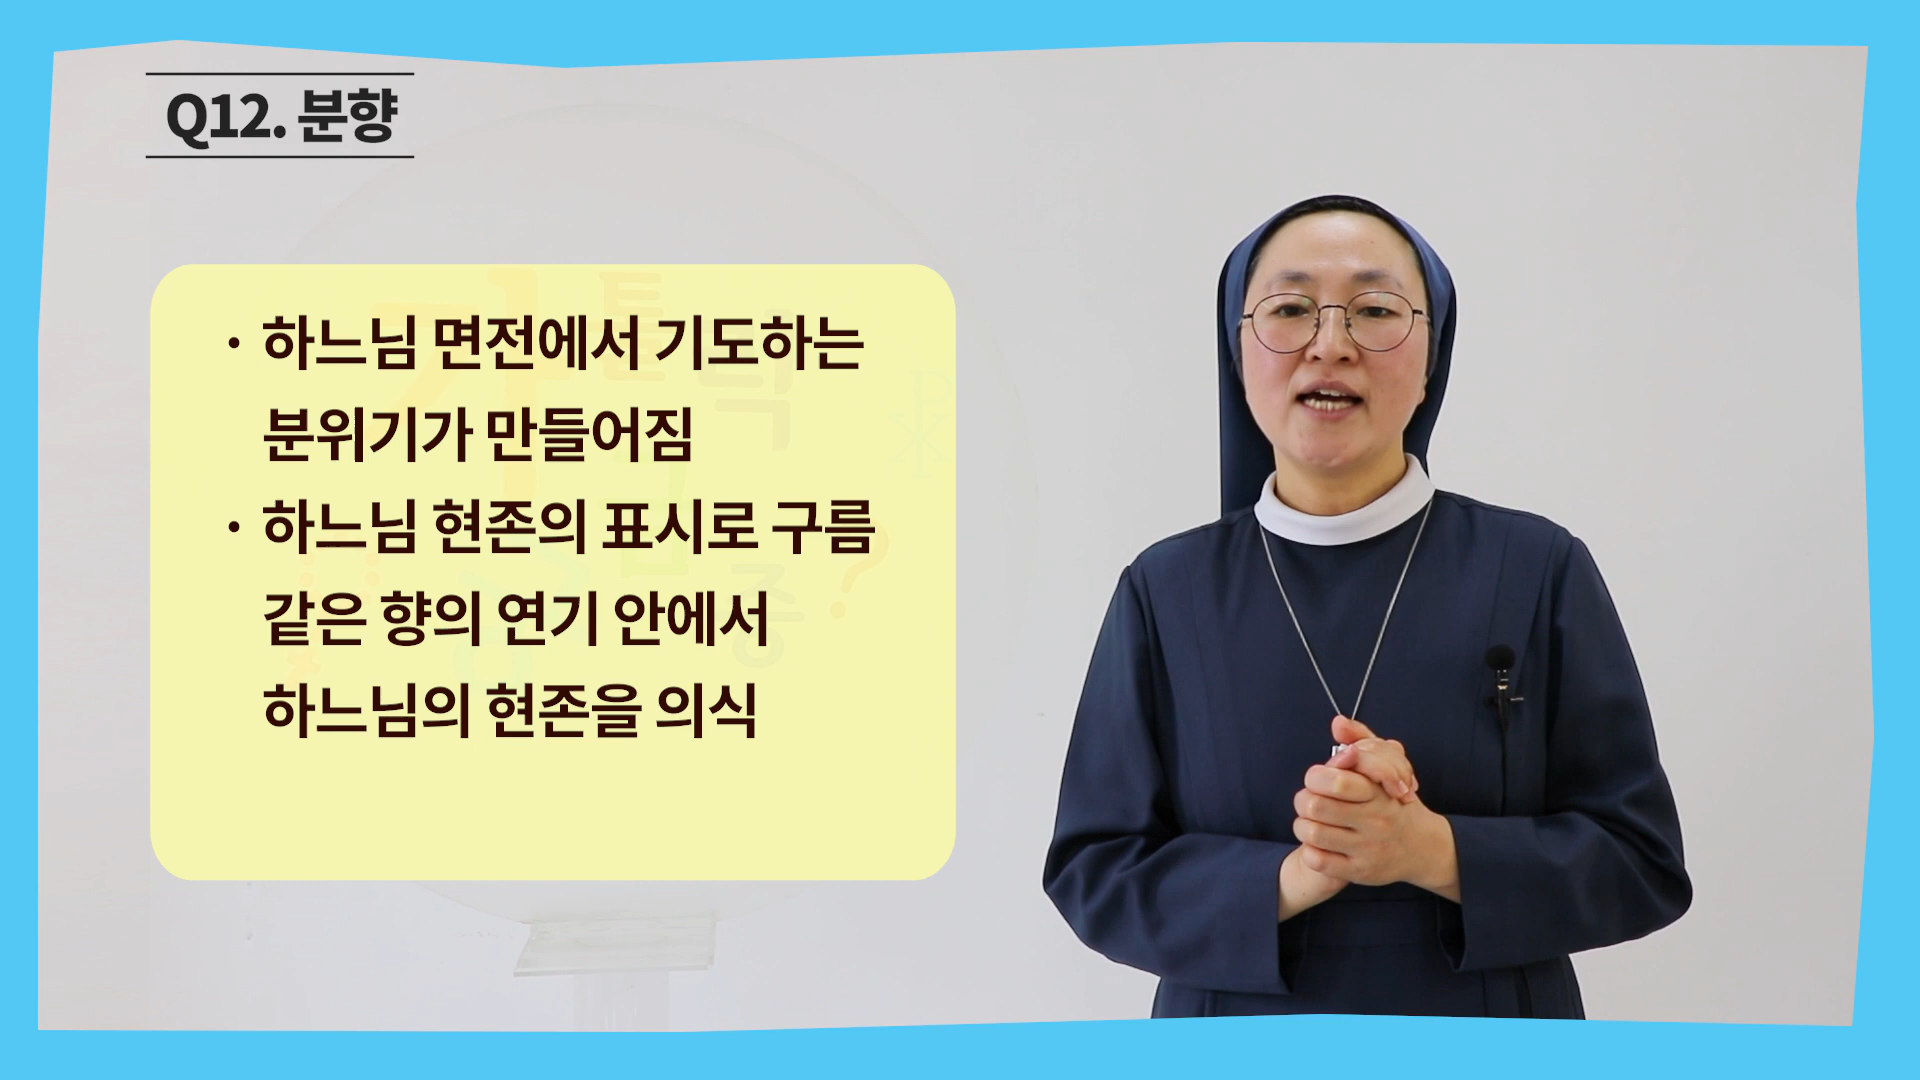 Q12. 분향
· 하느님 면전에서 기도하는
분위기가 만들어짐
· 하느님 현존의 표시로 구름
같은 향의 연기 안에서
하느님의 현존을 의식